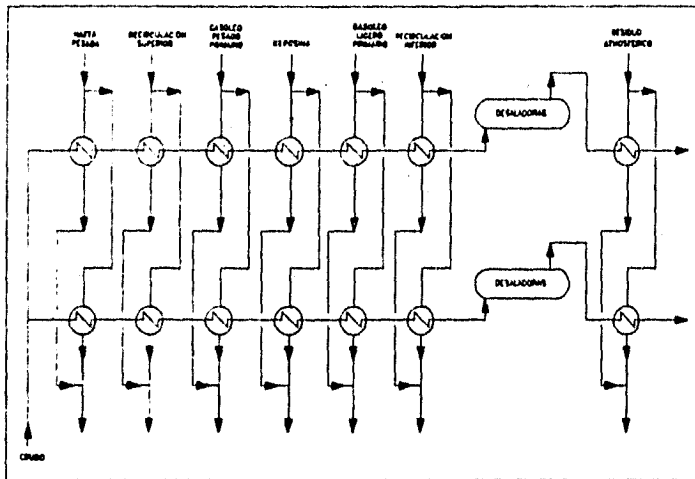 NAFTA
PESADA
RECIRCULACION
SUPERIOR
GASOLEO
PESADO
PRIMARIO
KEROSINA
GASOLEO
LIGERO
PRIMARIO
RECIRCULACION
INFERIOR
RESIDUO
ATMOSFERICO
DESALADORAS
DESALADORAS
CRUDO